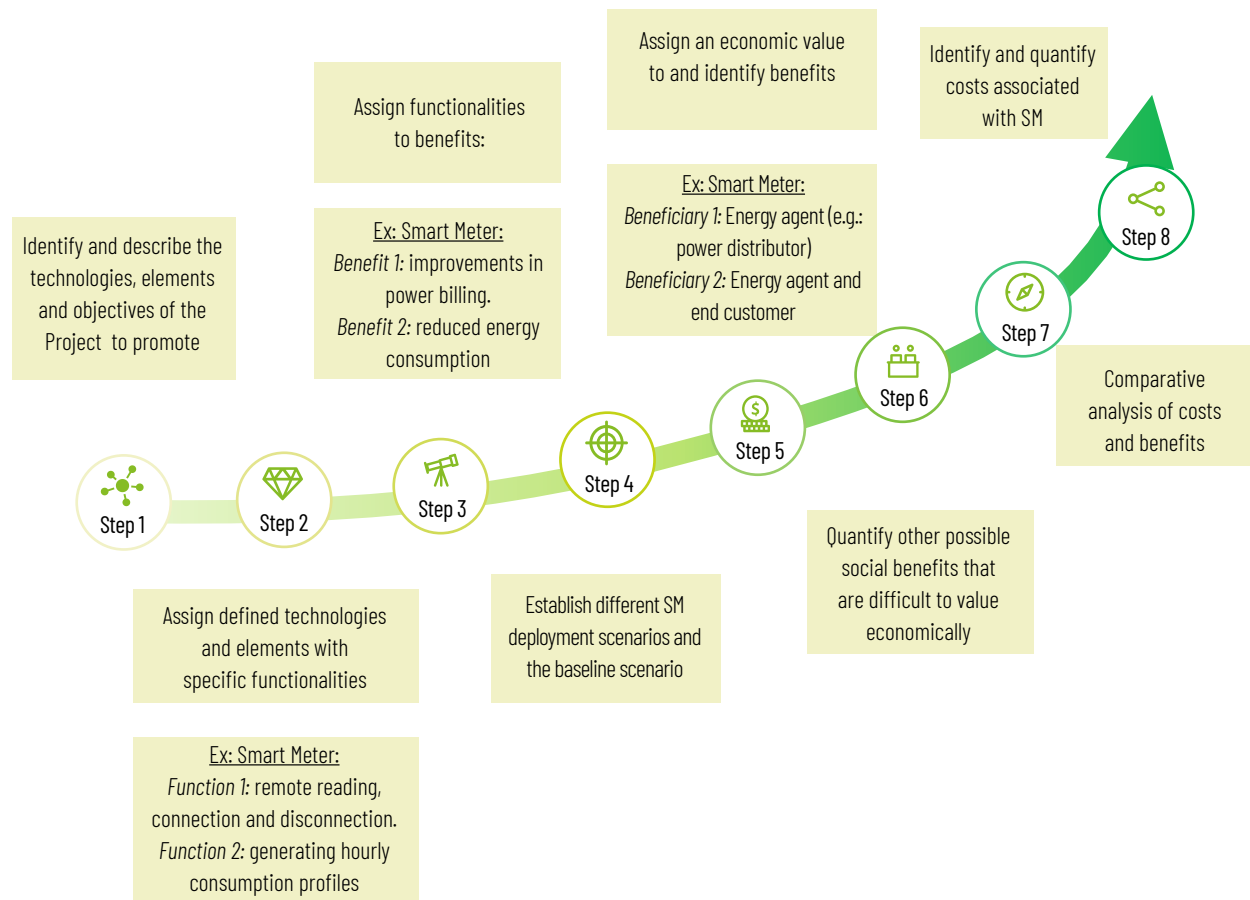 Identify and describe the
technologies, elements
and objectives of the
Project to promote
Step 1
Assign defined technologies
and elements with
specific functionalities
Ex: Smart Meter:
Function 1: remote reading,
connection and disconnection.
Function 2: generating hourly
consumption profiles
Step 2
Assign functionalities
to benefits:
Ex: Smart Meter:
Benefit 1: improvements in
power billing.
Benefit 2: reduced energy
consumption
Step 3
Establish different SM
deployment scenarios and
the baseline scenario
Step 4
Assign an economic value
to and identify benefits
Ex: Smart Meter:
Beneficiary 1: Energy agent (e.g.:
power distributor)
Beneficiary 2: Energy agent and
end customer
Step 5
Quantify other possible
social benefits that
are difficult to value
economically
Step 6
Identify and quantify
costs associated
with SM
Step 7
Comparative
analysis of costs
and benefits
Step 8